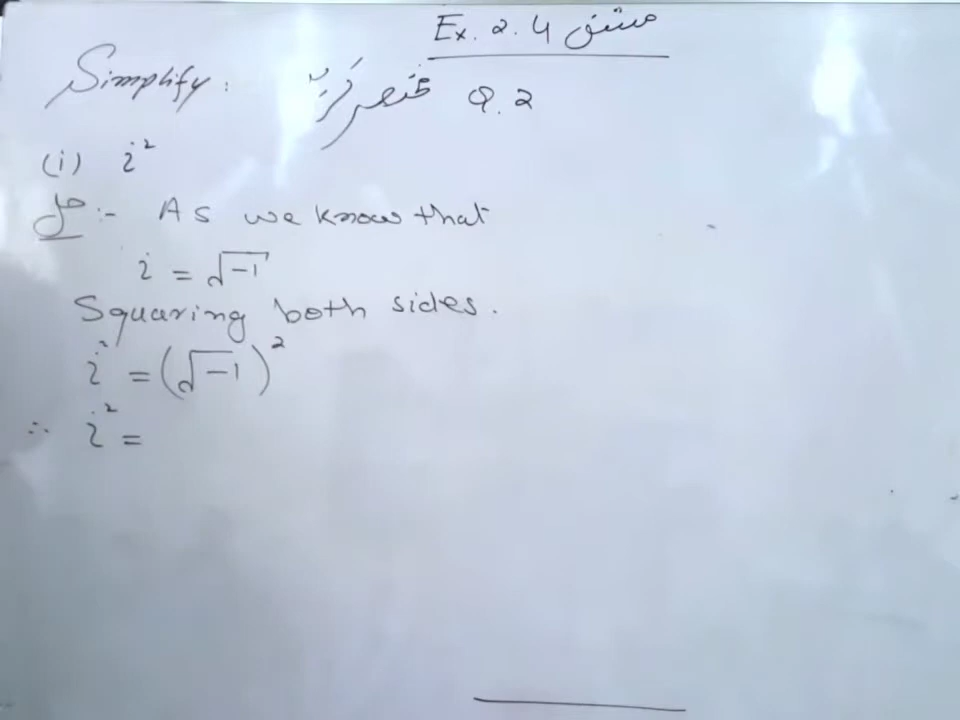 Ex. 2.4 مشق
Simplify: مختصر کریں Q.2
(i) i²
حل :- As we know that
i = √-1
Squaring both sides.
i² = (√-1)²
∴ i² =